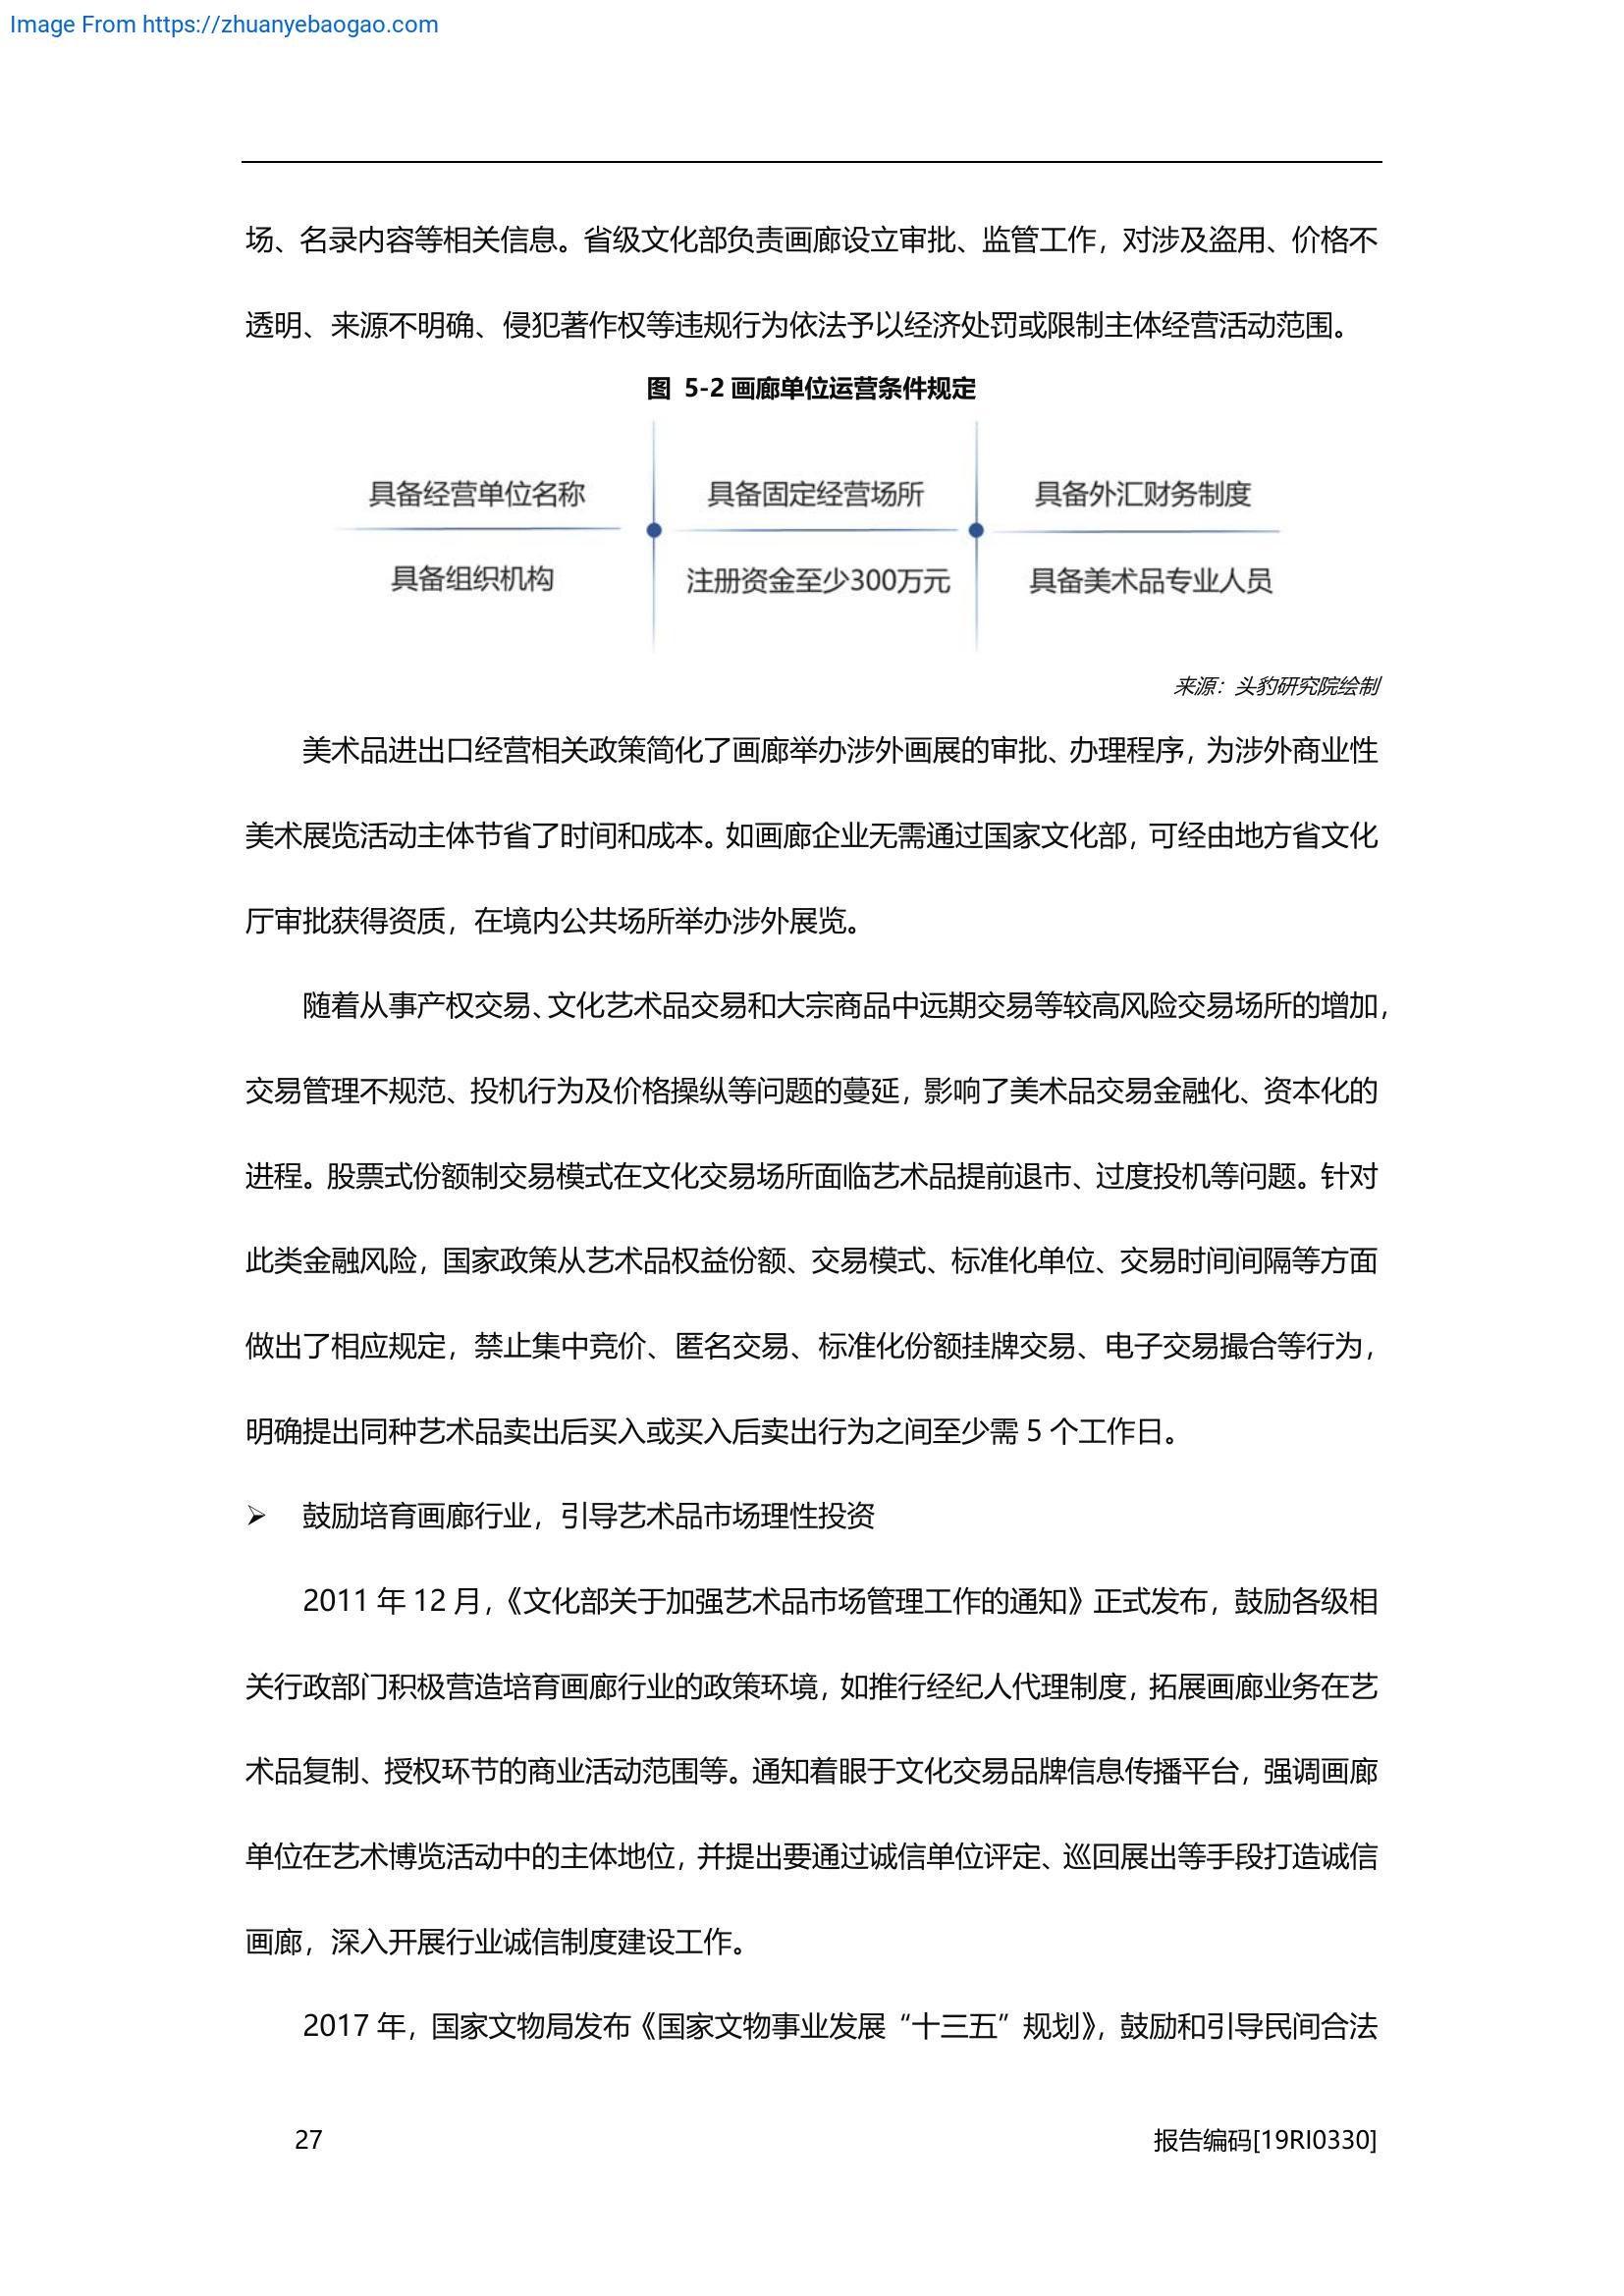 Image From https://zhuanyebaogao.com
场、名录内容等相关信息。省级文化部负责画廊设立审批、监管工作，对涉及盗用、价格不
透明、来源不明确、侵犯著作权等违规行为依法予以经济处罚或限制主体经营活动范围。
图 5-2 画廊单位运营条件规定
具备经营单位名称 具备固定经营场所 具备外汇财务制度
具备组织机构 注册资金至少300万元 具备美术品专业人员
来源：头豹研究院绘制
美术品进出口经营相关政策简化了画廊举办涉外画展的审批、办理程序，为涉外商业性
美术展览活动主体节省了时间和成本。如画廊企业无需通过国家文化部，可经由地方省文化
厅审批获得资质，在境内公共场所举办涉外展览。
随着从事产权交易、文化艺术品交易和大宗商品中远期交易等较高风险交易场所的增加，
交易管理不规范、投机行为及价格操纵等问题的蔓延，影响了美术品交易金融化、资本化的
进程。股票式份额制交易模式在文化交易场所面临艺术品提前退市、过度投机等问题。针对
此类金融风险，国家政策从艺术品权益份额、交易模式、标准化单位、交易时间间隔等方面
做出了相应规定，禁止集中竞价、匿名交易、标准化份额挂牌交易、电子交易撮合等行为，
明确提出同种艺术品卖出后买入或买入后卖出行为之间至少需 5 个工作日。
➢ 鼓励培育画廊行业，引导艺术品市场理性投资
2011 年 12 月，《文化部关于加强艺术品市场管理工作的通知》正式发布，鼓励各级相
关行政部门积极营造培育画廊行业的政策环境，如推行经纪人代理制度，拓展画廊业务在艺
术品复制、授权环节的商业活动范围等。通知着眼于文化交易品牌信息传播平台，强调画廊
单位在艺术博览活动中的主体地位，并提出要通过诚信单位评定、巡回展出等手段打造诚信
画廊，深入开展行业诚信制度建设工作。
2017 年，国家文物局发布《国家文物事业发展“十三五”规划》，鼓励和引导民间合法
27 报告编码[19RI0330]